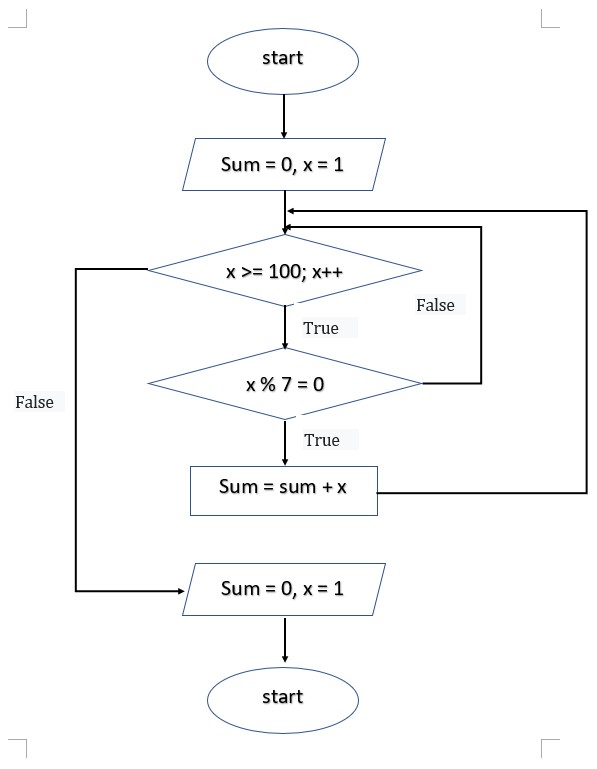 start
Sum = 0, x = 1
x >= 100; x++
False
True
x % 7 = 0
False
True
Sum = sum + x
Sum = 0, x = 1
start